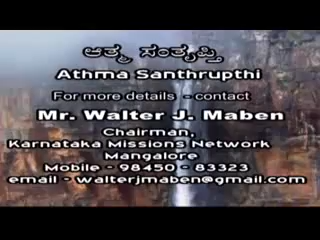 ಆತ್ಮ ಸಂತೃಪ್ತಿ
Athma Santhrupthi
For more details - contact
Mr. Walter J. Maben
Chairman,
Karnataka Missions Network
Mangalore
Mobile - 98450 - 83323
email - walterjmaben@gmail.com